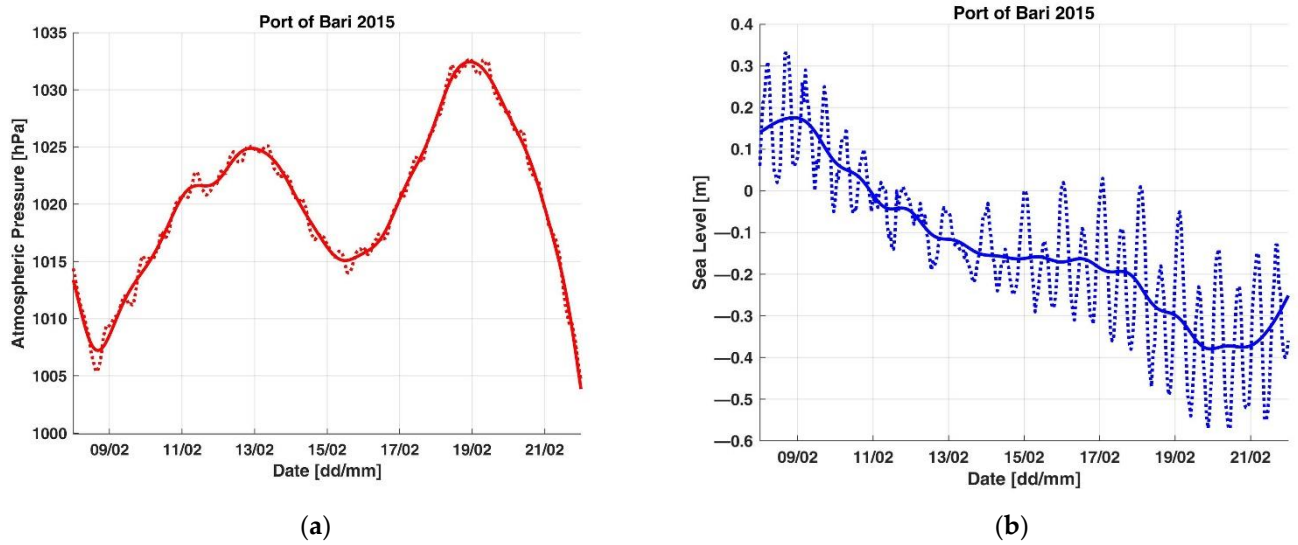 Port of Bari 2015
1035
1030
1025
1020
1015
1010
1005
1000
Atmospheric Pressure [hPa]
09/02 11/02 13/02 15/02 17/02 19/02 21/02
Date [dd/mm]
(a)
Port of Bari 2015
0.4
0.3
0.2
0.1
0
—0.1
—0.2
—0.3
—0.4
—0.5
—0.6
Sea Level [m]
09/02 11/02 13/02 15/02 17/02 19/02 21/02
Date [dd/mm]
(b)